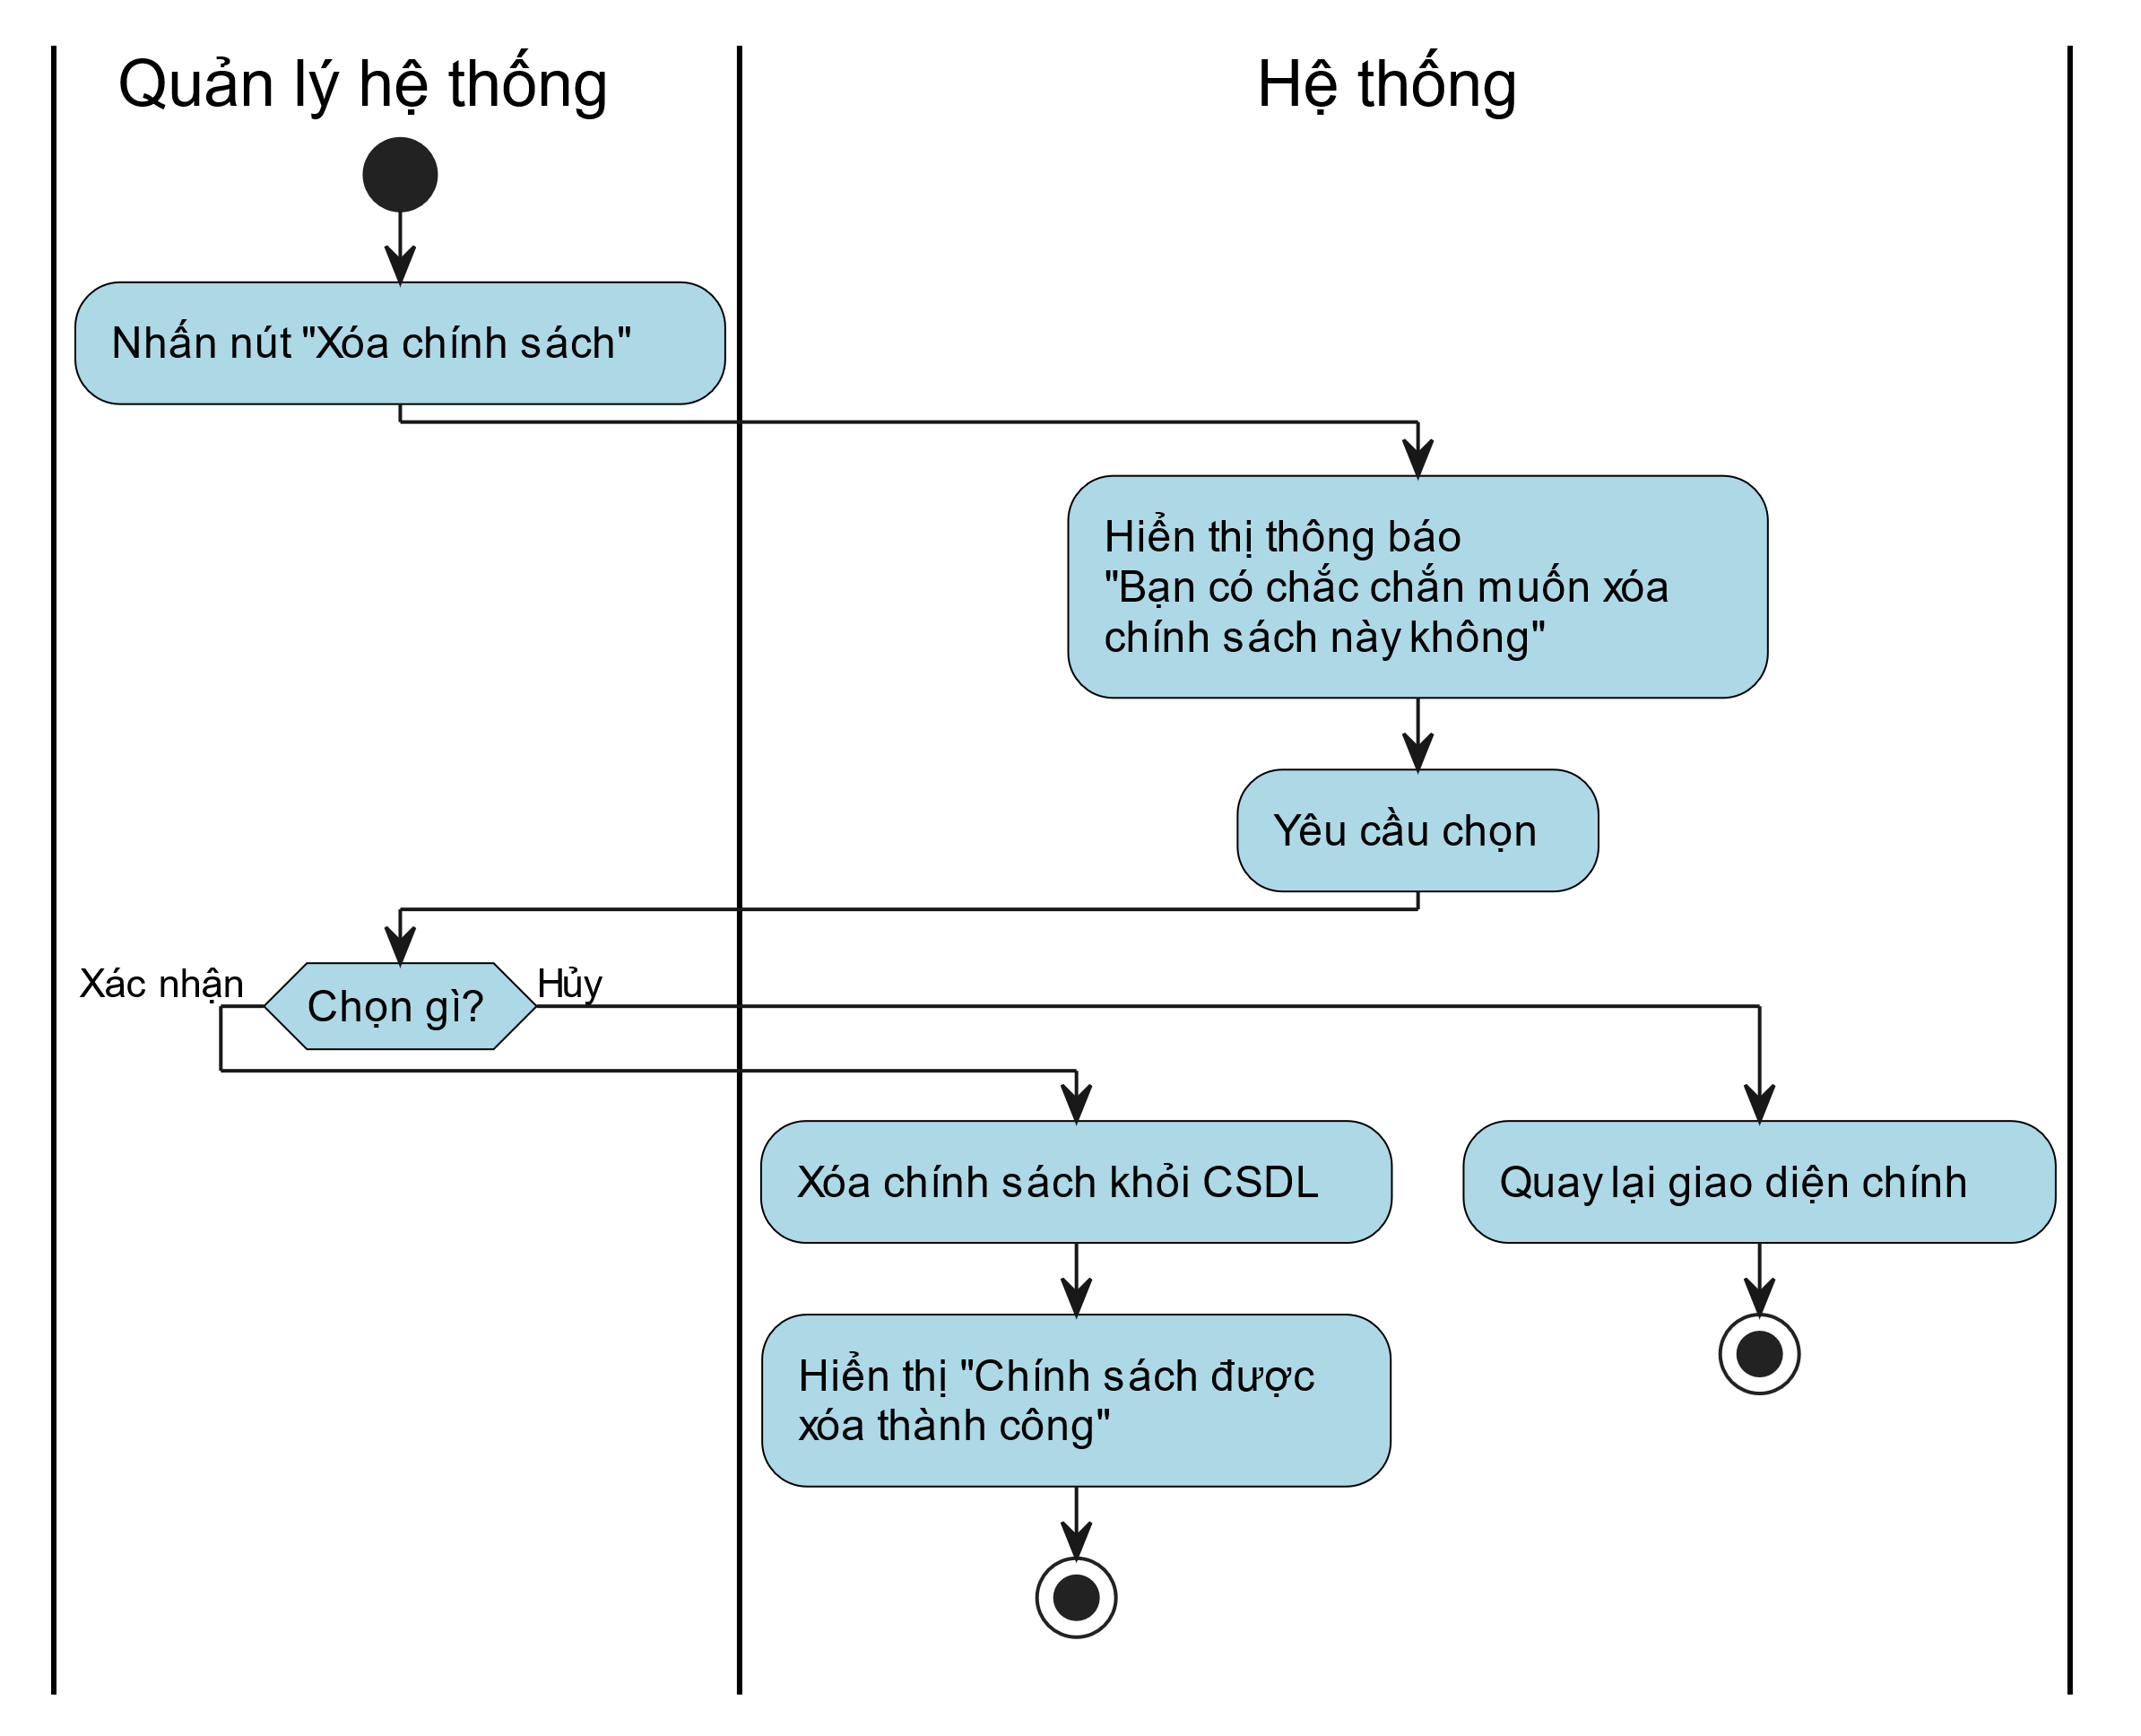 Quản lý hệ thống
Hệ thống
Nhấn nút "Xóa chính sách"
Hiển thị thông báo
"Bạn có chắc chắn muốn xóa
chính sách này không"
Yêu cầu chọn
Xác nhận
Chọn gì?
Hủy
Xóa chính sách khỏi CSDL
Quay lại giao diện chính
Hiển thị "Chính sách được
xóa thành công"